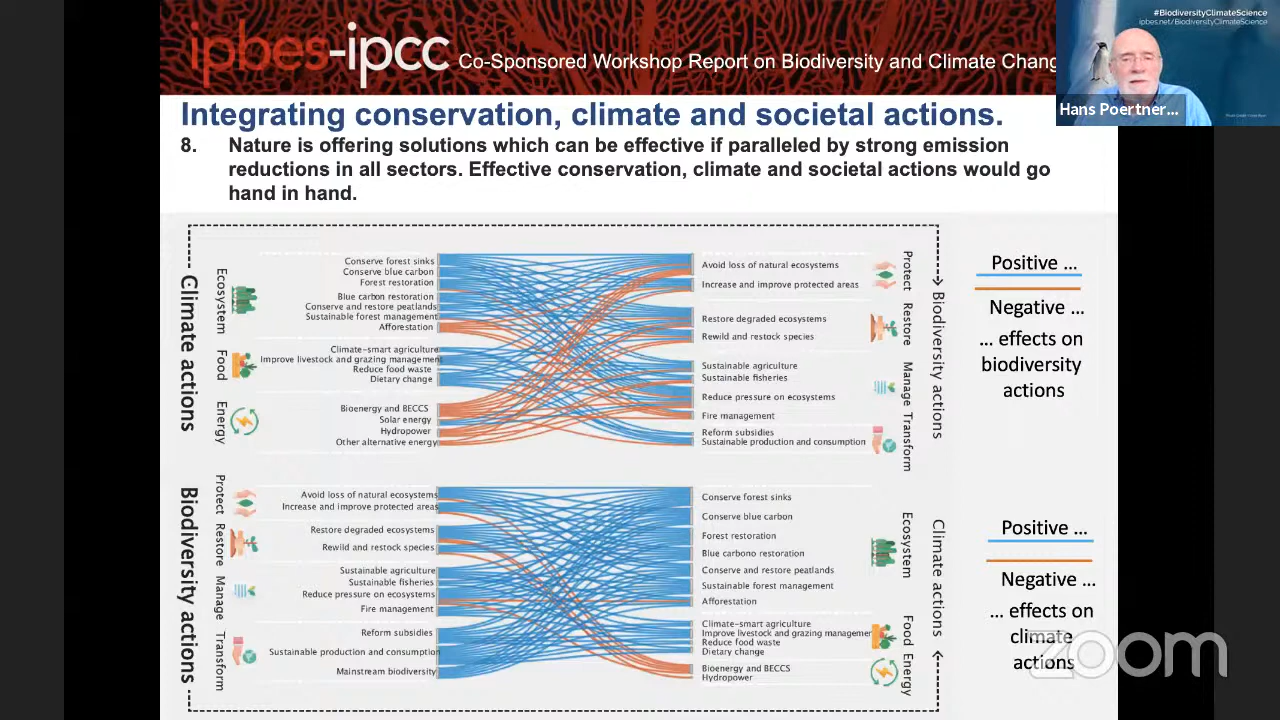 #BiodiversityClimateScience
ipbes.net/BiodiversityClimateScience
ipbes-ipcc Co-Sponsored Workshop Report on Biodiversity and Climate Chang
Hans Poertner...
Integrating conservation, climate and societal actions.
8. Nature is offering solutions which can be effective if paralleled by strong emission
reductions in all sectors. Effective conservation, climate and societal actions would go
hand in hand.
Climate actions
Ecosystem
Conserve forest sinks
Conserve blue carbon
Forest restoration
Blue carbon restoration
Conserve and restore peatlands
Sustainable forest management
Afforestation
Food
Climate-smart agriculture
Improve livestock and grazing management
Reduce food waste
Dietary change
Energy
Bioenergy and BECCS
Solar energy
Hydropower
Other alternative energy
Avoid loss of natural ecosystems
Increase and improve protected areas
Protect
Restore degraded ecosystems
Rewild and restock species
Restore
Sustainable agriculture
Sustainable fisheries
Reduce pressure on ecosystems
Fire management
Manage
Reform subsidies
Sustainable production and consumption
Transform
Biodiversity actions
Positive ...
Negative ...
... effects on
biodiversity
actions
Biodiversity actions
Protect
Avoid loss of natural ecosystems
Increase and improve protected areas
Restore
Restore degraded ecosystems
Rewild and restock species
Manage
Sustainable agriculture
Sustainable fisheries
Reduce pressure on ecosystems
Fire management
Transform
Reform subsidies
Sustainable production and consumption
Mainstream biodiversity
Conserve forest sinks
Conserve blue carbon
Forest restoration
Blue carbono restoration
Conserve and restore peatlands
Sustainable forest management
Afforestation
Ecosystem
Climate-smart agriculture
Improve livestock and grazing managemer
Reduce food waste
Dietary change
Food
Bioenergy and BECCS
Hydropower
Energy
Climate actions
Positive ...
Negative ...
... effects on
climate
actions
zoom